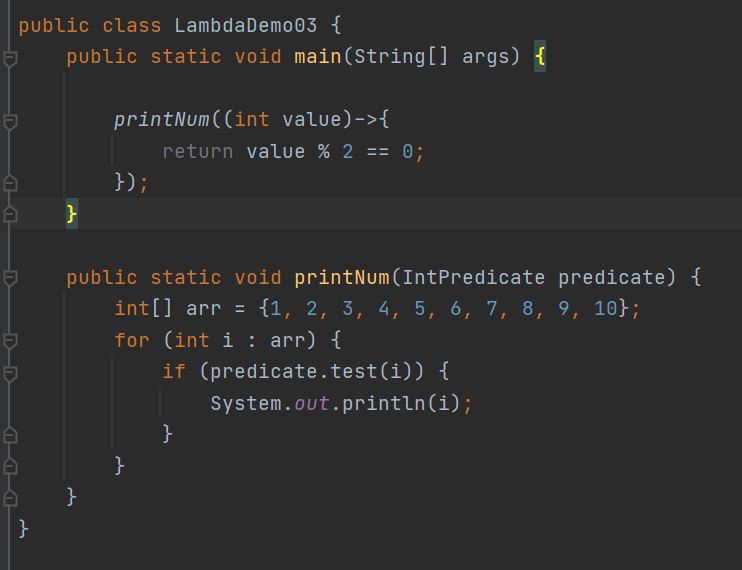 public class LambdaDemo03 {
    public static void main(String[] args) {
        printNum((int value)->{
            return value % 2 == 0;
        });
    }
    public static void printNum(IntPredicate predicate) {
        int[] arr = {1, 2, 3, 4, 5, 6, 7, 8, 9, 10};
        for (int i : arr) {
            if (predicate.test(i)) {
                System.out.println(i);
            }
        }
    }
}